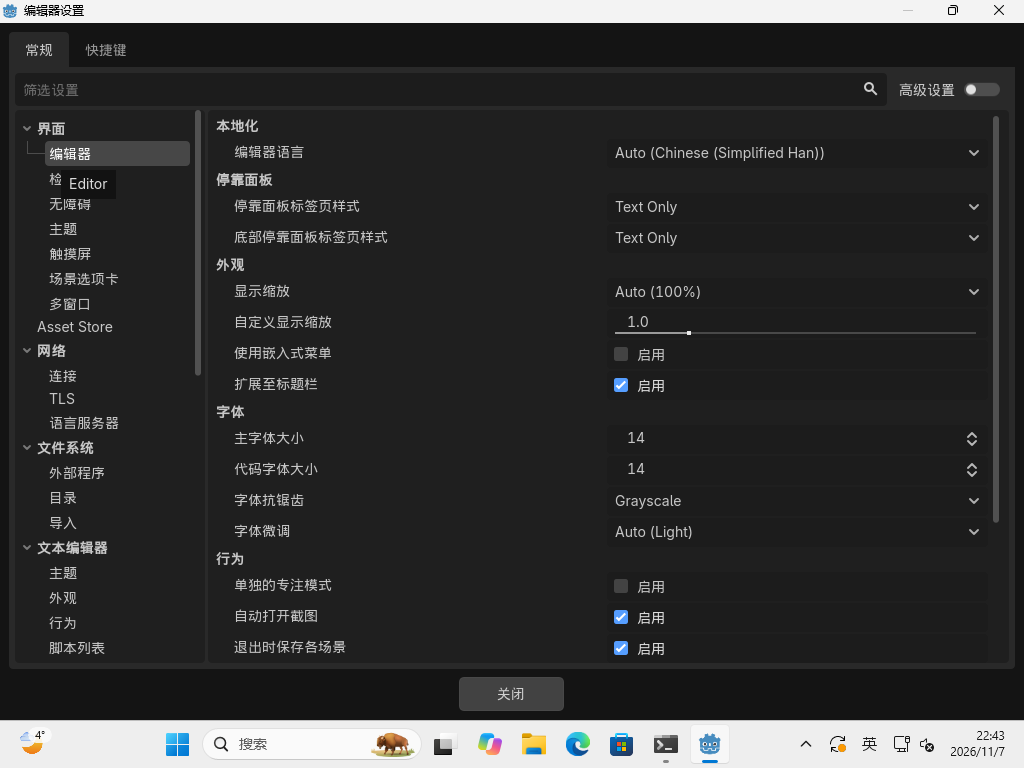 编辑器设置
常规
快捷键
筛选设置
高级设置
界面
编辑器
检
Editor
无障碍
主题
触摸屏
场景选项卡
多窗口
Asset Store
网络
连接
TLS
语言服务器
文件系统
外部程序
目录
导入
文本编辑器
主题
外观
行为
脚本列表
本地化
编辑器语言
Auto (Chinese (Simplified Han))
停靠面板
停靠面板标签页样式
Text Only
底部停靠面板标签页样式
Text Only
外观
显示缩放
Auto (100%)
自定义显示缩放
1.0
使用嵌入式菜单
启用
扩展至标题栏
启用
字体
主字体大小
14
代码字体大小
14
字体抗锯齿
Grayscale
字体微调
Auto (Light)
行为
单独的专注模式
启用
自动打开截图
启用
退出时保存各场景
启用
关闭
4°
搜索
英
22:43
2026/11/7